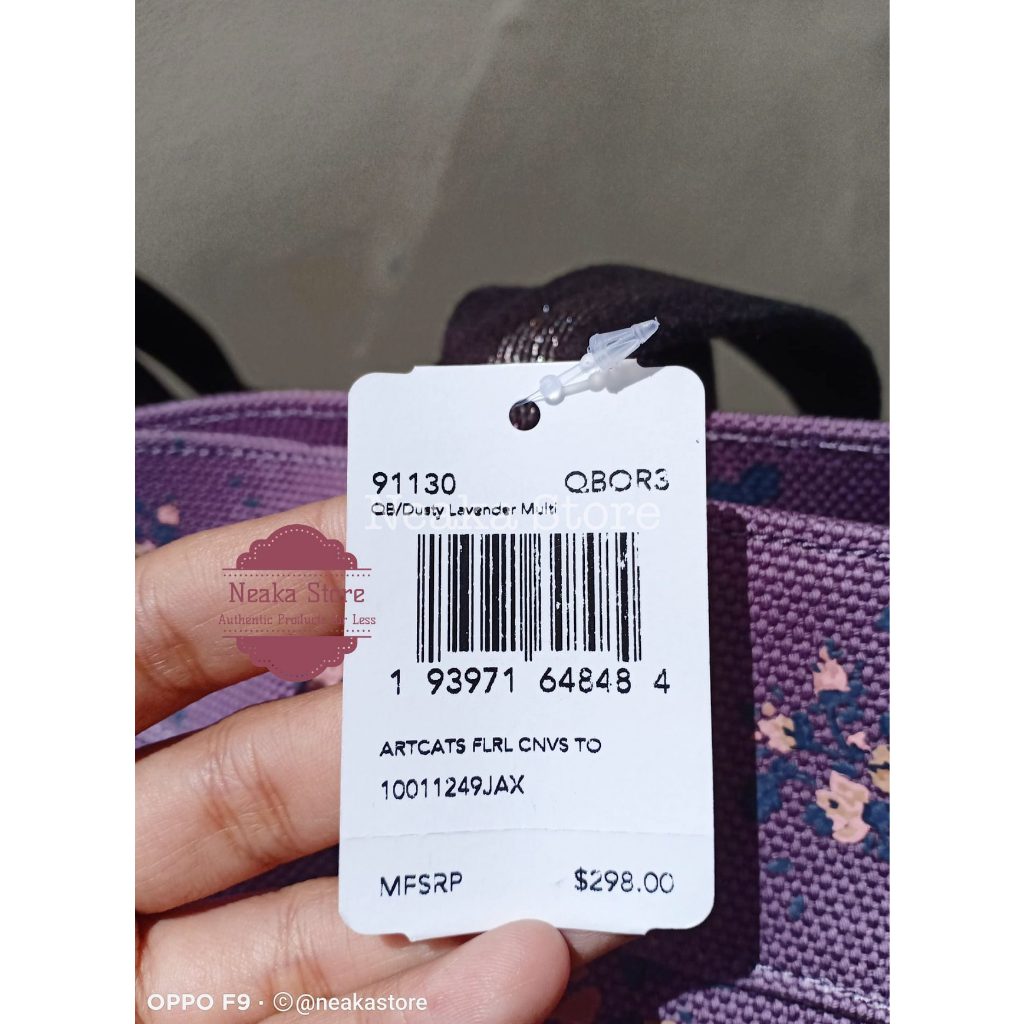 91130 QBOR3
QB/Dusty Lavender Multi
Neaka Store
Neaka Store
Authentic Products for Less
1 93971 64848 4
ARTCATS FLRL CNVS TO
10011249JAX
MFSRP $298.00
OPPO F9 · ©@neakastore